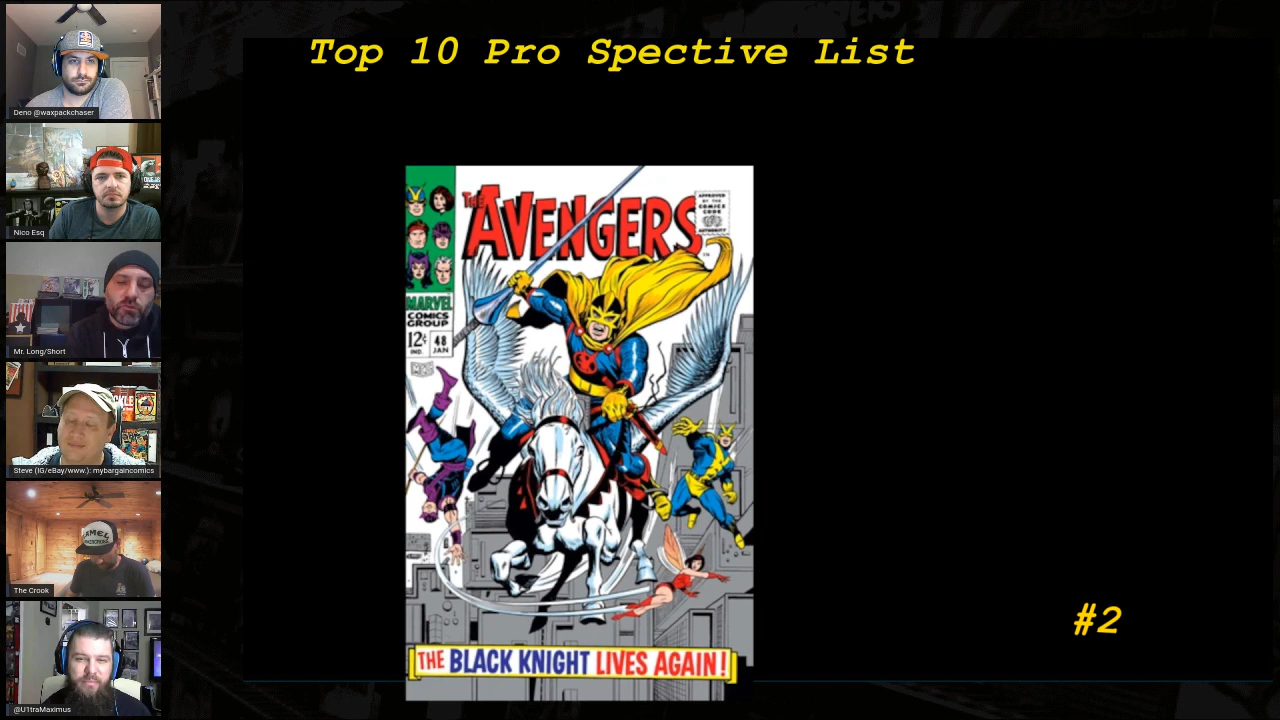 Top 10 Pro Spective List
Deno @waxpackchaser
Nico Esq
Mr. Long/Short
Steve (IG/eBay/www.): mybargaincomics
The Crook
@U1traMaximus
THE AVENGERS
APPROVED
BY THE
COMICS
CODE
AUTHORITY
MARVEL
COMICS
GROUP
12¢ 48
IND. JAN
THE BLACK KNIGHT LIVES AGAIN!
#2